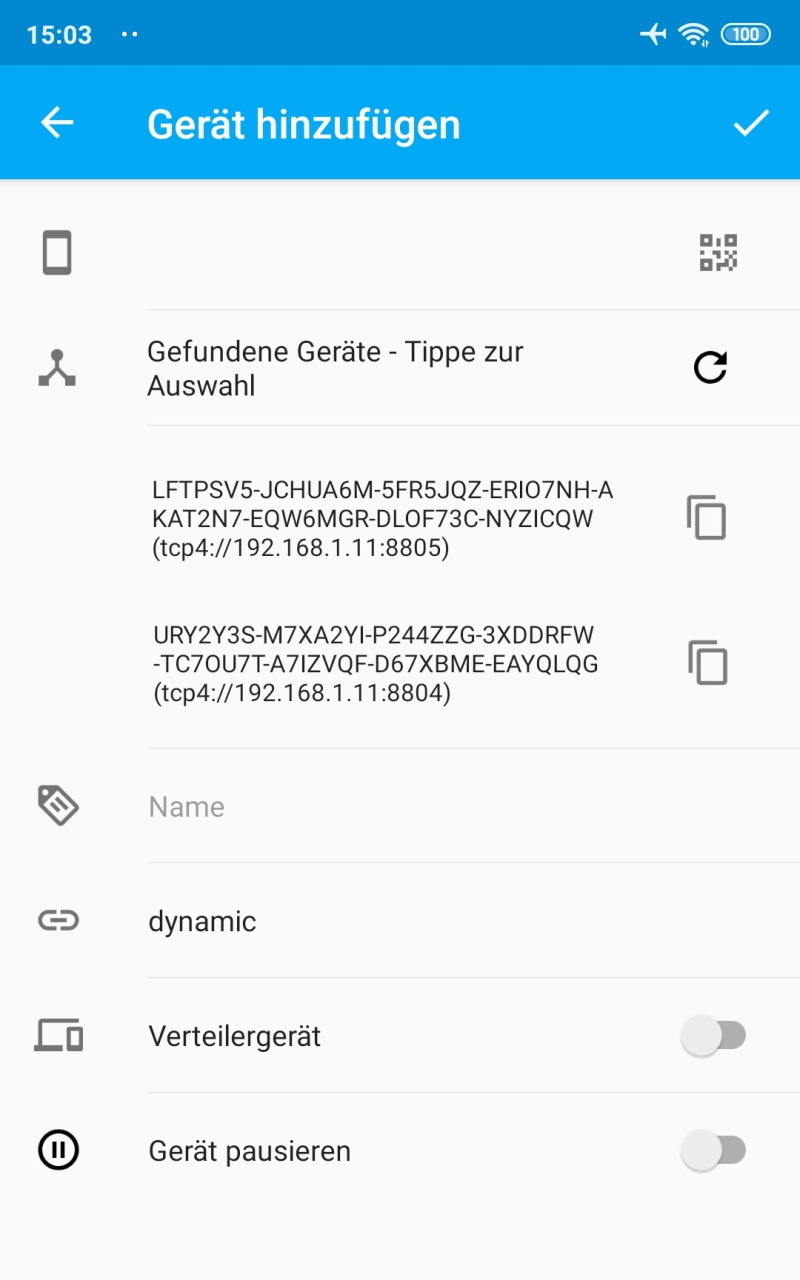 15:03
100
Gerät hinzufügen
Gefundene Geräte - Tippe zur
Auswahl
LFTPSV5-JCHUA6M-5FR5JQZ-ERIO7NH-A
KAT2N7-EQW6MGR-DLOF73C-NYZICQW
(tcp4://192.168.1.11:8805)
URY2Y3S-M7XA2YI-P244ZZG-3XDDRFW
-TC7OU7T-A7IZVQF-D67XBME-EAYQLQG
(tcp4://192.168.1.11:8804)
Name
dynamic
Verteilergerät
Gerät pausieren